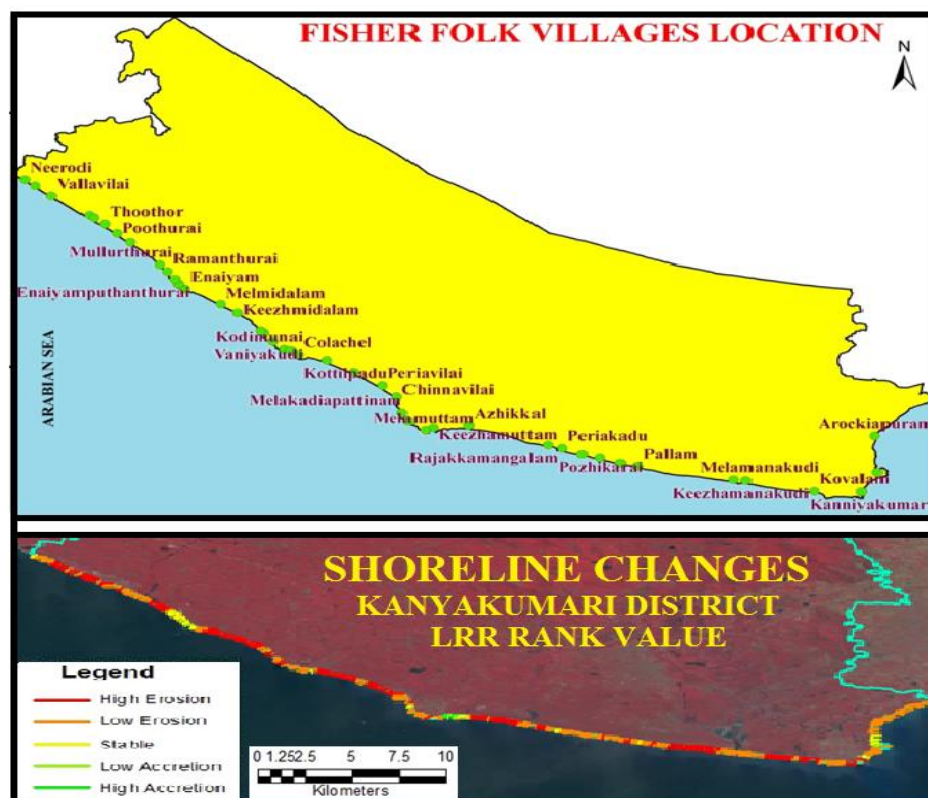 FISHER FOLK VILLAGES LOCATION
N
Neerodi
Vallavilai
Thoothor
Poothurai
Mullurthurai
Ramanthurai
Enaiyam
Enaiyamputhanthurai
Melmidalam
Keezhmidalam
Kodimunai
Colachel
Vaniyakudi
Kottilpadu
Periavilai
Chinnavilai
Melakadiapattinam
Melamuttam
Azhikkal
Arockiapuram
Keezhamuttam
Periakadu
Rajakkamangalam
Pozhikarai
Pallam
Melamanakudi
Kovalam
Keezhamanakudi
Kanniyakumari
ARABIAN SEA
SHORELINE CHANGES
KANYAKUMARI DISTRICT
LRR RANK VALUE
Legend
High Erosion
Low Erosion
Stable
Low Accretion
High Accretion
0 1.252.5 5 7.5 10
Kilometers